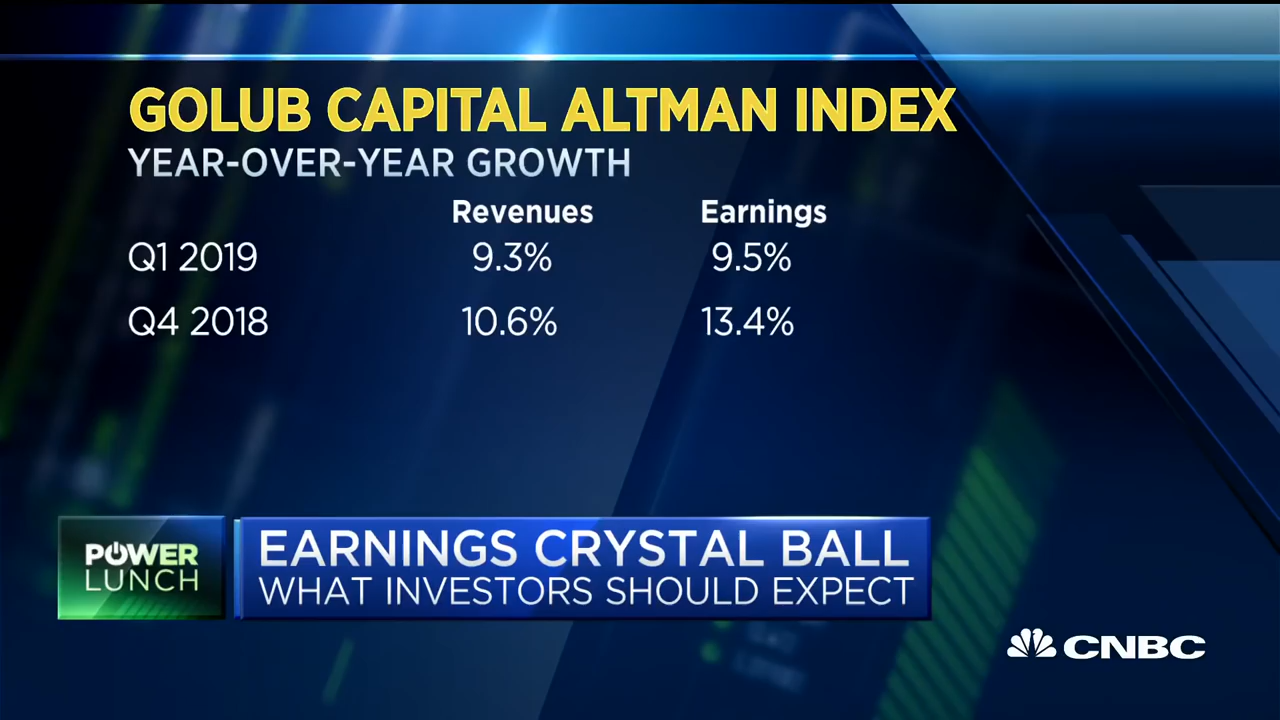 GOLUB CAPITAL ALTMAN INDEX
YEAR-OVER-YEAR GROWTH
Revenues Earnings
Q1 2019 9.3% 9.5%
Q4 2018 10.6% 13.4%
POWER
LUNCH
EARNINGS CRYSTAL BALL
WHAT INVESTORS SHOULD EXPECT
CNBC